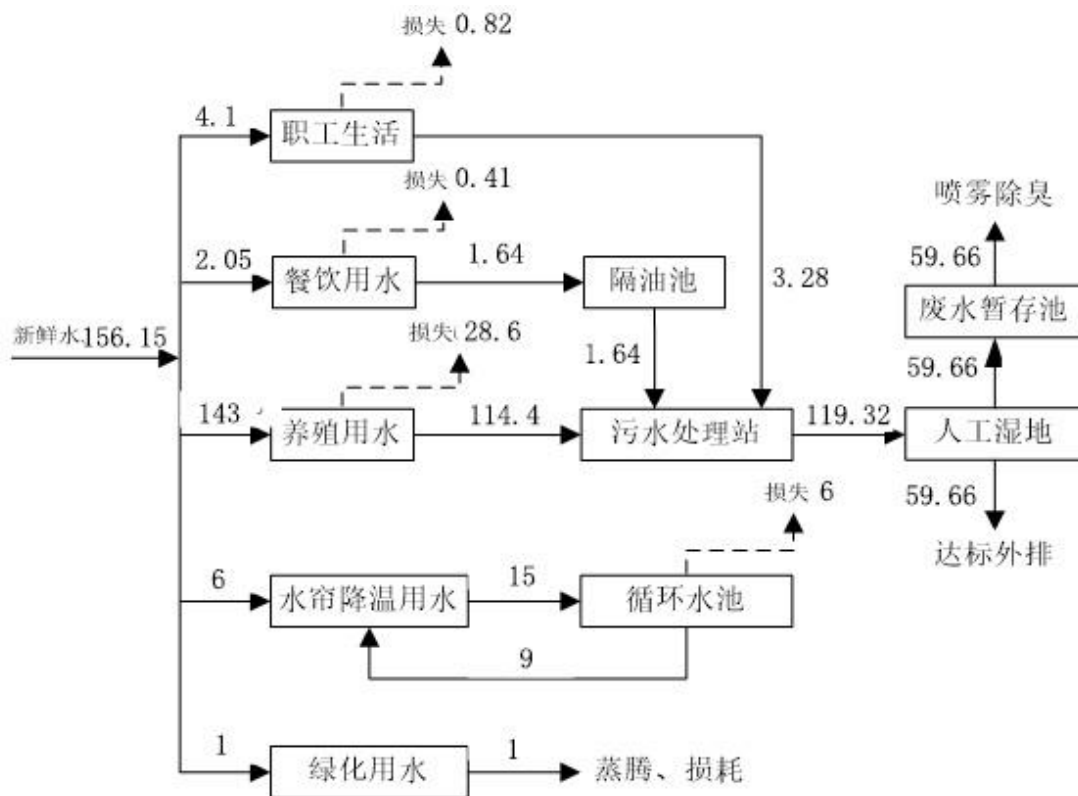 损失 0.82
4.1
职工生活
损失 0.41
2.05
餐饮用水
1.64
隔油池
3.28
喷雾除臭
59.66
废水暂存池
新鲜水 156.15
损失 28.6
1.64
59.66
143
养殖用水
114.4
污水处理站
119.32
人工湿地
59.66
达标外排
损失 6
6
水帘降温用水
15
循环水池
9
1
绿化用水
1
蒸腾、损耗